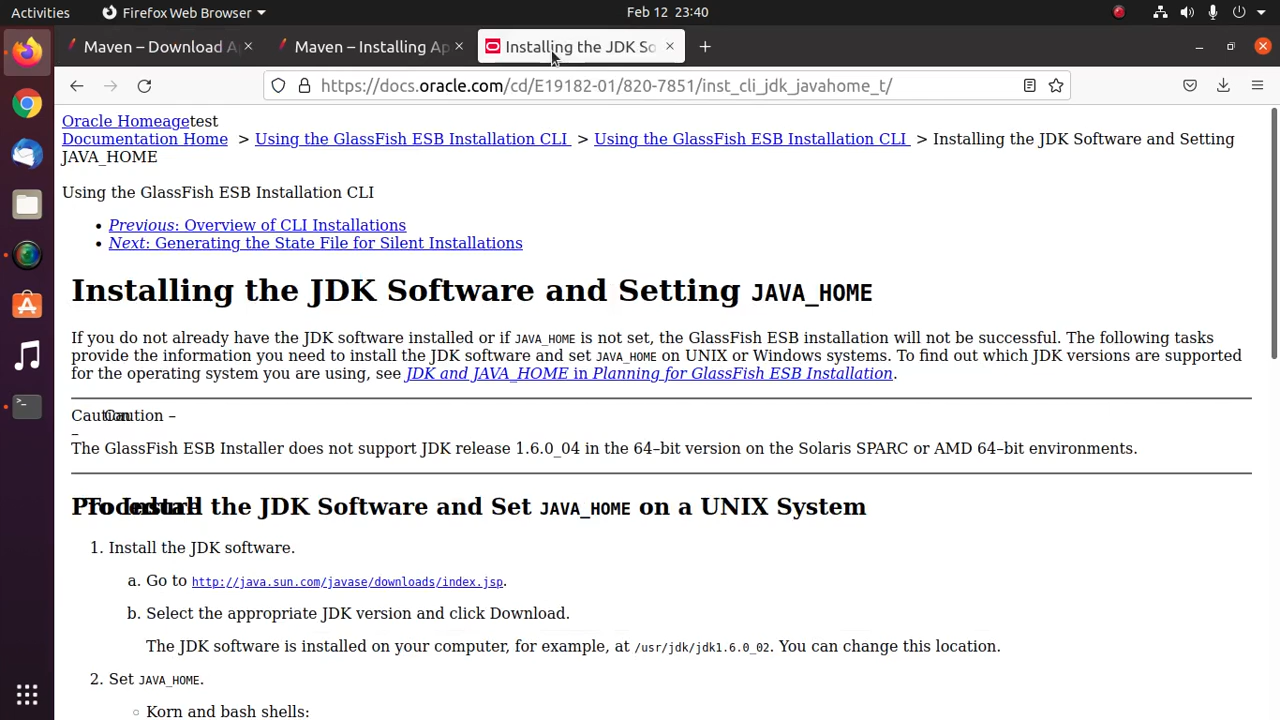 Activities Firefox Web Browser Feb 12 23:40
Maven – Download A
Maven – Installing Ap
Installing the JDK So
https://docs.oracle.com/cd/E19182-01/820-7851/inst_cli_jdk_javahome_t/
Oracle Homeagetest
Documentation Home > Using the GlassFish ESB Installation CLI > Using the GlassFish ESB Installation CLI > Installing the JDK Software and Setting
JAVA_HOME
Using the GlassFish ESB Installation CLI
• Previous: Overview of CLI Installations
• Next: Generating the State File for Silent Installations
Installing the JDK Software and Setting JAVA_HOME
If you do not already have the JDK software installed or if JAVA_HOME is not set, the GlassFish ESB installation will not be successful. The following tasks
provide the information you need to install the JDK software and set JAVA_HOME on UNIX or Windows systems. To find out which JDK versions are supported
for the operating system you are using, see JDK and JAVA_HOME in Planning for GlassFish ESB Installation.
Caution Caution –
–
The GlassFish ESB Installer does not support JDK release 1.6.0_04 in the 64–bit version on the Solaris SPARC or AMD 64–bit environments.
Procedure To Install the JDK Software and Set JAVA_HOME on a UNIX System
1. Install the JDK software.
a. Go to http://java.sun.com/javase/downloads/index.jsp.
b. Select the appropriate JDK version and click Download.
The JDK software is installed on your computer, for example, at /usr/jdk/jdk1.6.0_02. You can change this location.
2. Set JAVA_HOME.
◦ Korn and bash shells: